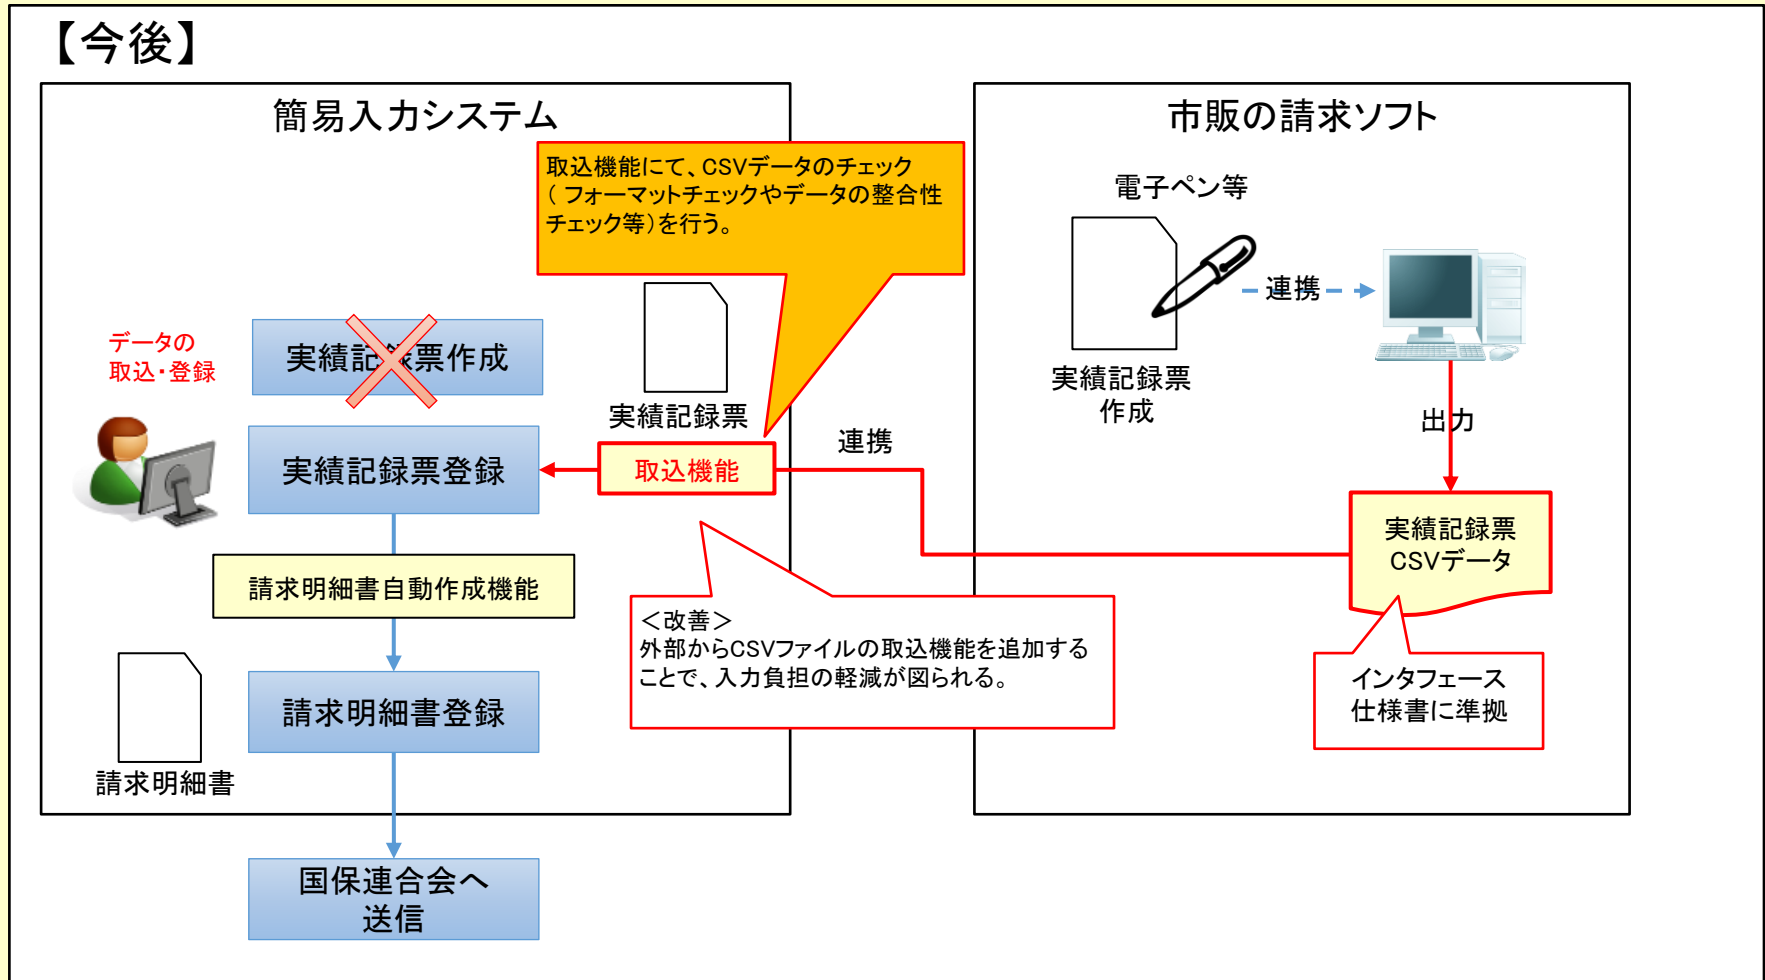 【今後】
簡易入力システム
取込機能にて、CSVデータのチェック
（フォーマットチェックやデータの整合性
チェック等）を行う。
データの
取込・登録
実績記録票作成
実績記録票
実績記録票登録
取込機能
連携
請求明細書自動作成機能
＜改善＞
外部からCSVファイルの取込機能を追加する
ことで、入力負担の軽減が図られる。
請求明細書登録
請求明細書
国保連合会へ
送信
市販の請求ソフト
電子ペン等
連携
実績記録票
作成
出力
実績記録票
CSVデータ
インタフェース
仕様書に準拠